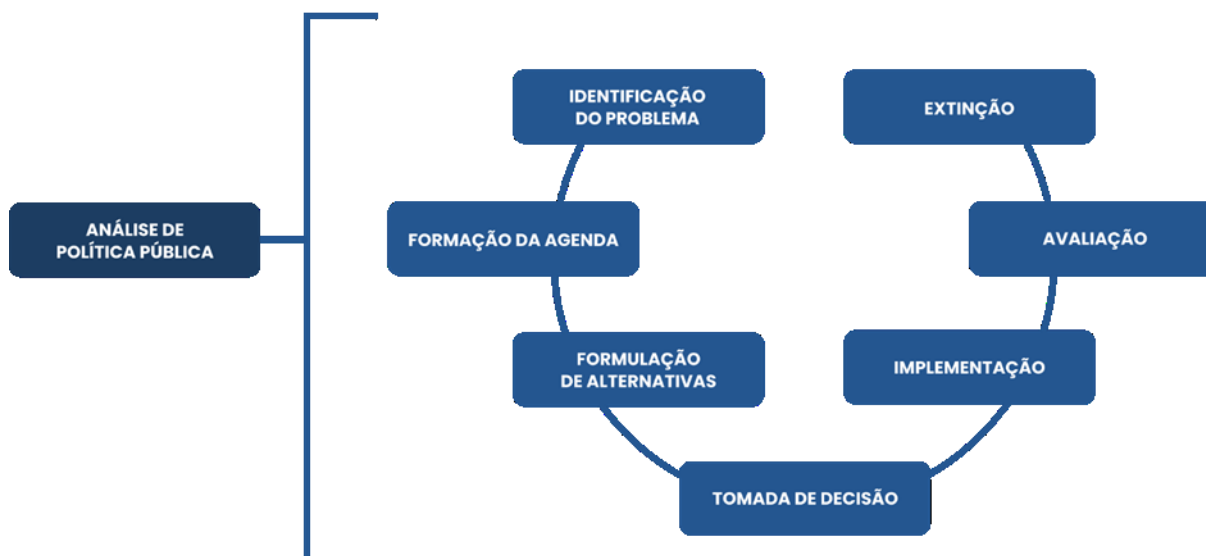 ANÁLISE DE
POLÍTICA PÚBLICA
IDENTIFICAÇÃO
DO PROBLEMA
FORMAÇÃO DA AGENDA
FORMULAÇÃO
DE ALTERNATIVAS
TOMADA DE DECISÃO
IMPLEMENTAÇÃO
AVALIAÇÃO
EXTINÇÃO